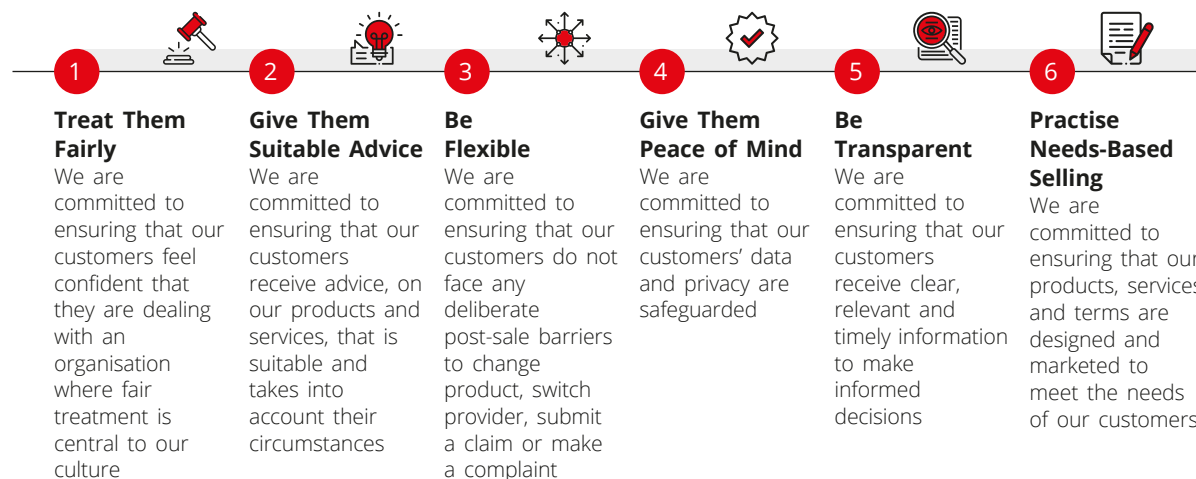 1
Treat Them
Fairly
We are
committed to
ensuring that our
customers feel
confident that
they are dealing
with an
organisation
where fair
treatment is
central to our
culture
2
Give Them
Suitable Advice
We are
committed to
ensuring that our
customers
receive advice, on
our products and
services, that is
suitable and
takes into
account their
circumstances
3
Be
Flexible
We are
committed to
ensuring that our
customers do not
face any
deliberate
post-sale barriers
to change
product, switch
provider, submit
a claim or make
a complaint
4
Give Them
Peace of Mind
We are
committed to
ensuring that our
customers’ data
and privacy are
safeguarded
5
Be
Transparent
We are
committed to
ensuring that our
customers
receive clear,
relevant and
timely information
to make
informed
decisions
6
Practise
Needs-Based
Selling
We are
committed to
ensuring that our
products, services
and terms are
designed and
marketed to
meet the needs
of our customers